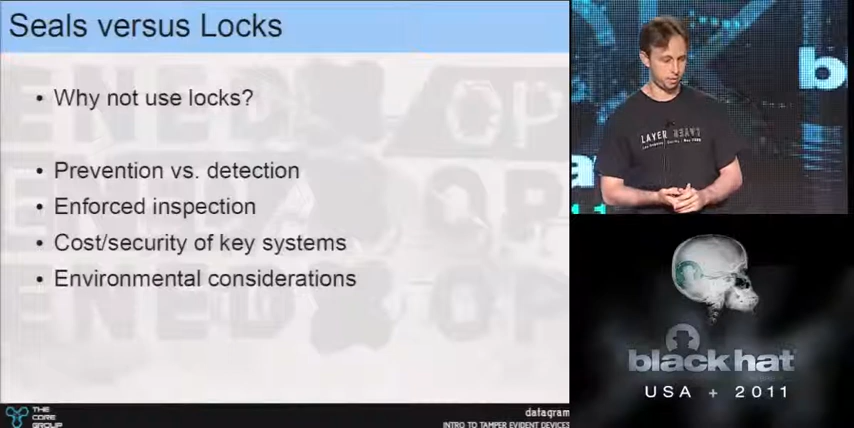 Seals versus Locks
• Why not use locks?
• Prevention vs. detection
• Enforced inspection
• Cost/security of key systems
• Environmental considerations
THE
CORE
GROUP
datagram
INTRO TO TAMPER EVIDENT DEVICES
b
a
LAYER
black hat
USA + 2011